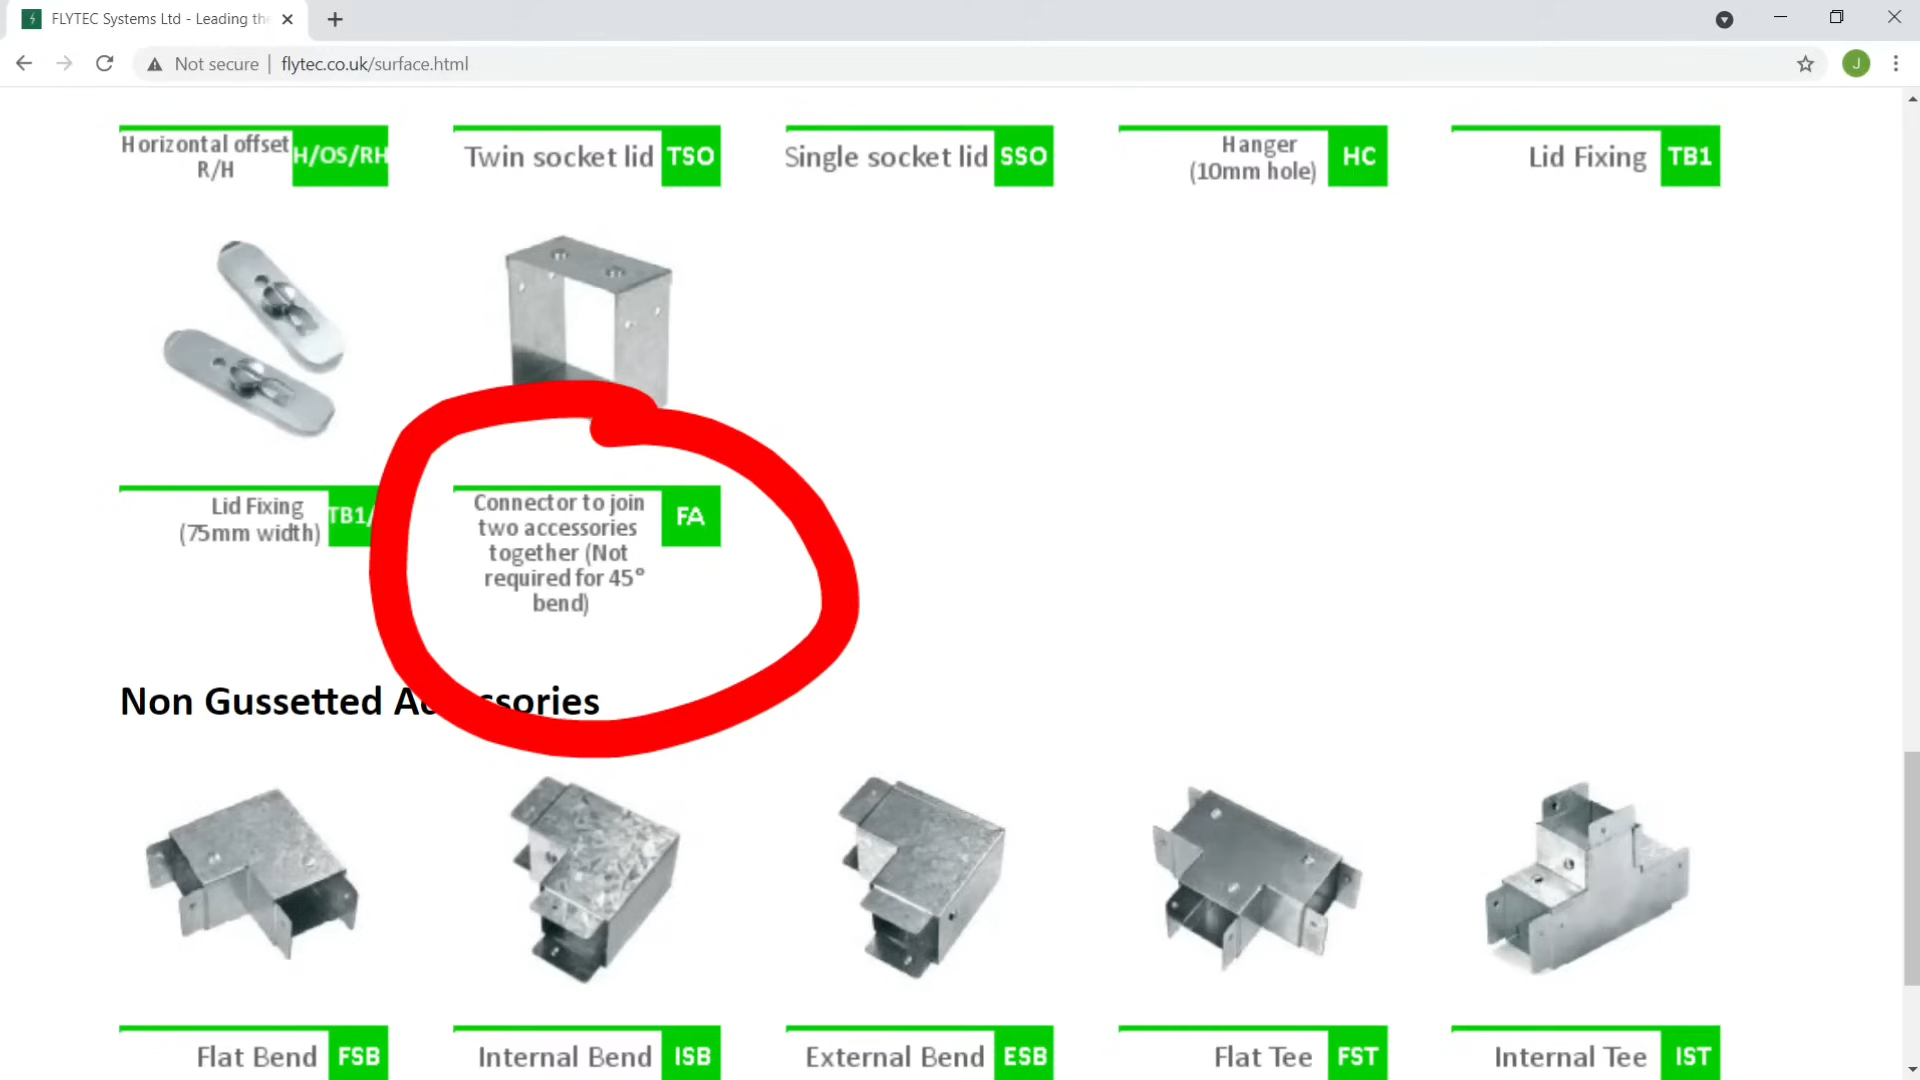 FLYTEC Systems Ltd - Leading the
Not secure | flytec.co.uk/surface.html
J
Horizontal offset
R/H
H/OS/RH
Twin socket lid TSO
Single socket lid SSO
Hanger
(10mm hole)
HC
Lid Fixing TB1
Lid Fixing
(75mm width)
TB1/
Connector to join
two accessories
together (Not
required for 45°
bend)
FA
Non Gussetted Accessories
Flat Bend FSB
Internal Bend ISB
External Bend ESB
Flat Tee FST
Internal Tee IST